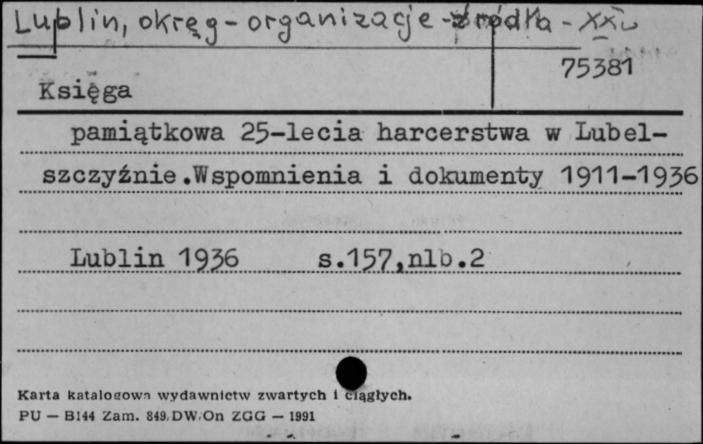 Lublin, okręg - organizacje - źródła - XX w
75381
Księga
pamiątkowa 25-lecia harcerstwa w Lubel-
szczyźnie.Wspomnienia i dokumenty 1911-1936
Lublin 1936 s.157,nlb.2
Karta katalogowa wydawnictw zwartych i ciągłych.
PU — B144 Zam. 849.DW.On ZGG — 1991